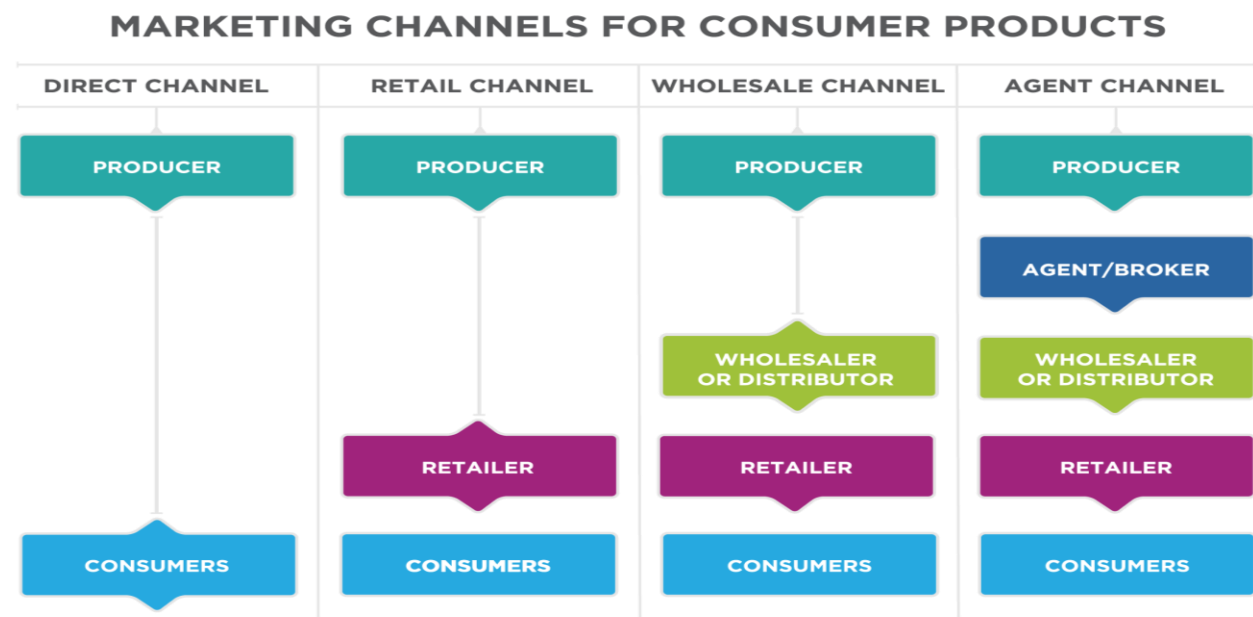 MARKETING CHANNELS FOR CONSUMER PRODUCTS
DIRECT CHANNEL
RETAIL CHANNEL
WHOLESALE CHANNEL
AGENT CHANNEL
PRODUCER
PRODUCER
PRODUCER
PRODUCER
AGENT/BROKER
WHOLESALER
OR DISTRIBUTOR
WHOLESALER
OR DISTRIBUTOR
RETAILER
RETAILER
RETAILER
CONSUMERS
CONSUMERS
CONSUMERS
CONSUMERS